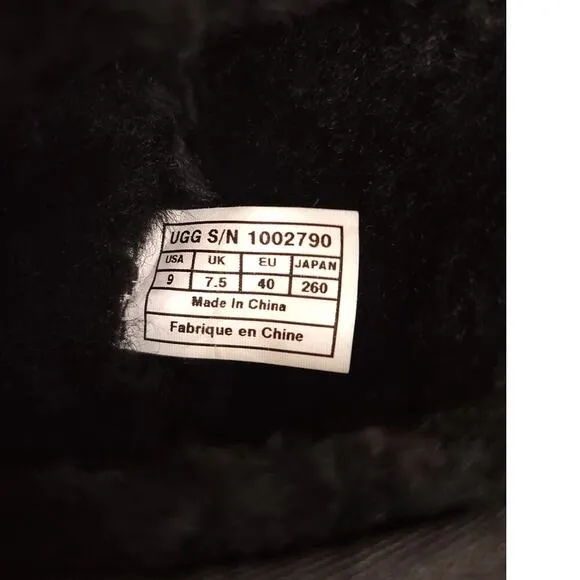 UGG S/N 1002790
USA UK EU JAPAN
9 7.5 40 260
Made In China
Fabrique en Chine